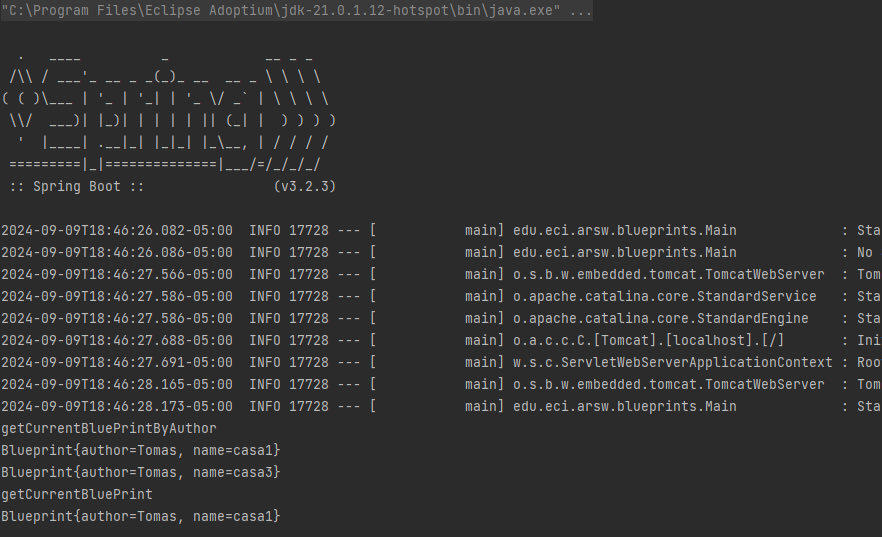 "C:\Program Files\Eclipse Adoptium\jdk-21.0.1.12-hotspot\bin\java.exe" ...
  .   ____          _            __ _ _
 /\\ / ___'_ __ _ _(_)_ __  __ _ \ \ \ \
( ( )\___ | '_ | '_| | '_ \/ _` | \ \ \ \
 \\/  ___)| |_)| | | | | || (_| |  ) ) ) )
  '  |____| .__|_| |_|_| |_\__, | / / / /
 =========|_|==============|___/=/_/_/_/
 :: Spring Boot ::                (v3.2.3)
2024-09-09T18:46:26.082-05:00  INFO 17728 --- [           main] edu.eci.arsw.blueprints.Main             : Sta
2024-09-09T18:46:26.086-05:00  INFO 17728 --- [           main] edu.eci.arsw.blueprints.Main             : No
2024-09-09T18:46:27.566-05:00  INFO 17728 --- [           main] o.s.b.w.embedded.tomcat.TomcatWebServer  : Tom
2024-09-09T18:46:27.586-05:00  INFO 17728 --- [           main] o.apache.catalina.core.StandardService   : Sta
2024-09-09T18:46:27.586-05:00  INFO 17728 --- [           main] o.apache.catalina.core.StandardEngine    : Sta
2024-09-09T18:46:27.688-05:00  INFO 17728 --- [           main] o.a.c.c.C.[Tomcat].[localhost].[/]       : Ini
2024-09-09T18:46:27.691-05:00  INFO 17728 --- [           main] w.s.c.ServletWebServerApplicationContext : Roo
2024-09-09T18:46:28.165-05:00  INFO 17728 --- [           main] o.s.b.w.embedded.tomcat.TomcatWebServer  : Tom
2024-09-09T18:46:28.173-05:00  INFO 17728 --- [           main] edu.eci.arsw.blueprints.Main             : Sta
getCurrentBluePrintByAuthor
Blueprint{author=Tomas, name=casa1}
Blueprint{author=Tomas, name=casa3}
getCurrentBluePrint
Blueprint{author=Tomas, name=casa1}